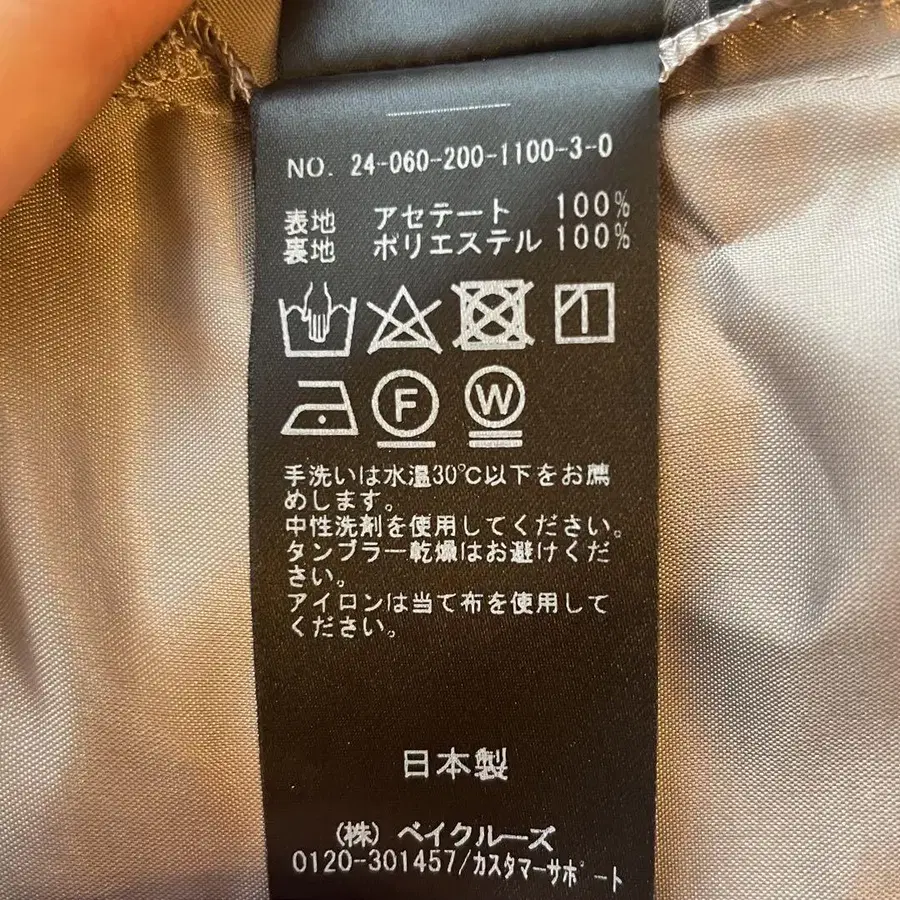 NO. 24-060-200-1100-3-0
表地 アセテート 100%
裏地 ポリエステル 100%
F W
手洗いは水温30℃以下をお薦
めします。
中性洗剤を使用してください。
タンブラー乾燥はお避けくだ
さい。
アイロンは当て布を使用して
ください。
日本製
(株) ベイクルーズ
0120-301457/カスタマーサポート